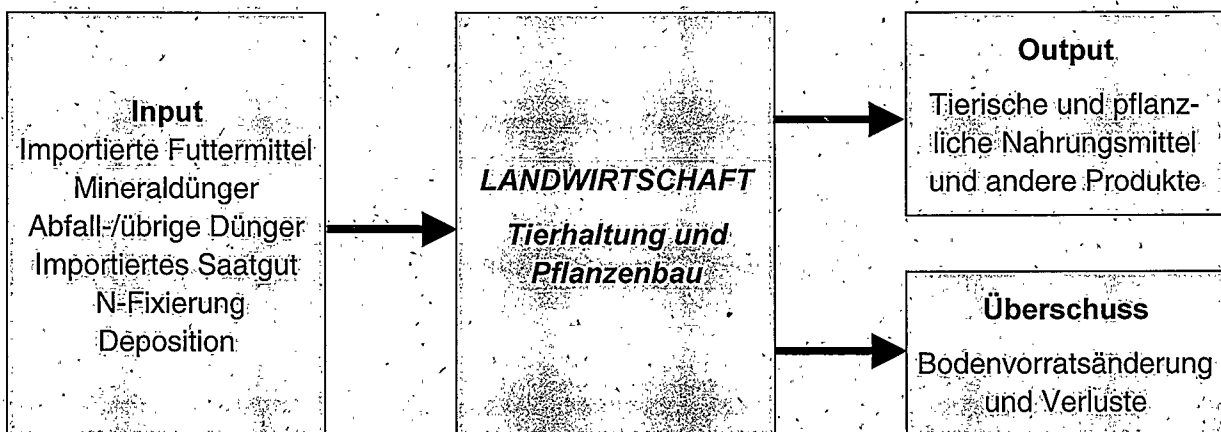 Input
Importierte Futtermittel
Mineraldünger
Abfall-/übrige Dünger
Importiertes Saatgut
N-Fixierung
Deposition
LANDWIRTSCHAFT
Tierhaltung und
Pflanzenbau
Output
Tierische und pflanz-
liche Nahrungsmittel
und andere Produkte
Überschuss
Bodenvorratsänderung
und Verluste